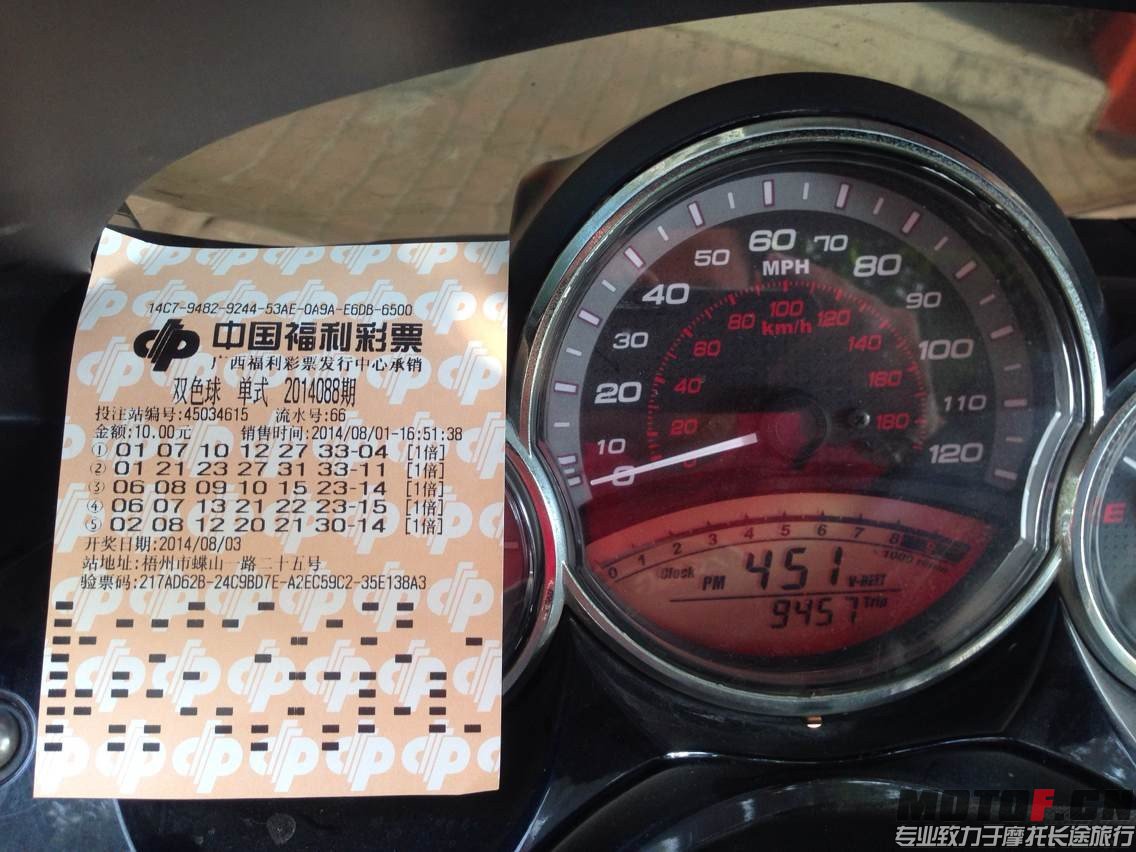 14C7-9482-9244-53AE-0A9A-E6DB-6500
中国福利彩票
广西福利彩票发行中心承销
双色球 单式 2014088期
投注站编号:45034615 流水号:66
金额:10.00元 销售时间:2014/08/01-16:51:38
① 01 07 10 12 27 33-04 [1倍]
② 01 21 23 27 31 33-11 [1倍]
③ 06 08 09 10 15 23-14 [1倍]
④ 06 07 13 21 22 23-15 [1倍]
⑤ 02 08 12 20 21 30-14 [1倍]
开奖日期:2014/08/03
站地址:梧州市蝶山一路二十五号
验票码:217AD62B-24C9BD7E-A2EC59C2-35E138A3
0 10 20 30 40 50 60 70 80 90 100 110 120
MPH
0 20 40 60 80 100 120 140 160 180
km/h
0 1 2 3 4 5 6 7 8 9
Clock PM 451 V-BELT
9457 Trip
E
MOTOF.CN
专业致力于摩托长途旅行